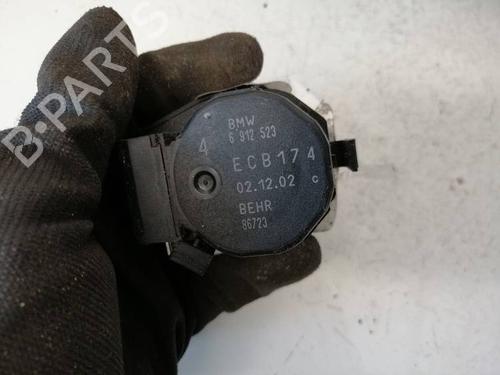 B-PARTS
BMW
6 912 523
4
ECB174
02.12.02 C
BEHR
86723